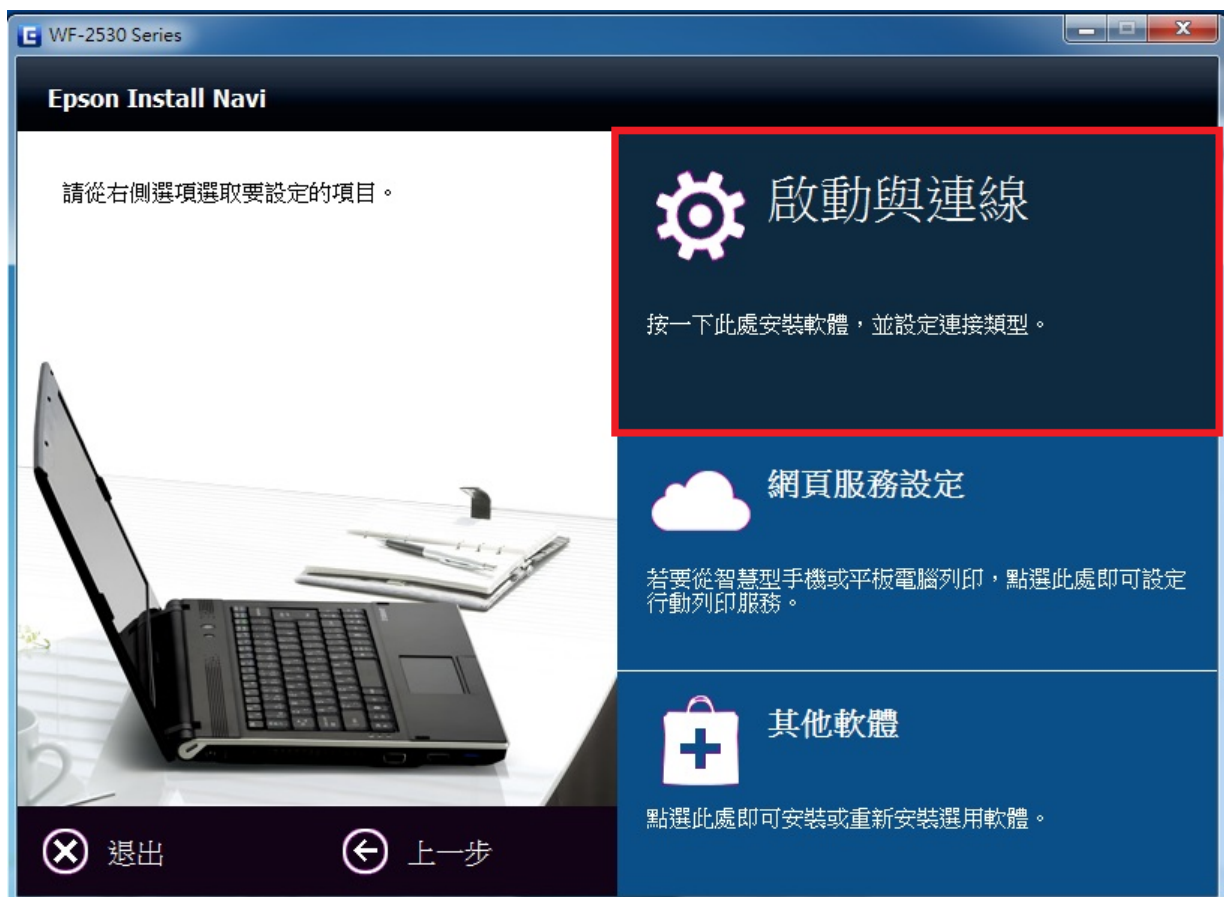 WF-2530 Series
Epson Install Navi
請從右側選項選取要設定的項目。
啟動與連線
按一下此處安裝軟體，並設定連接類型。
網頁服務設定
若要從智慧型手機或平板電腦列印，點選此處即可設定
行動列印服務。
其他軟體
點選此處即可安裝或重新安裝選用軟體。
退出
上一步